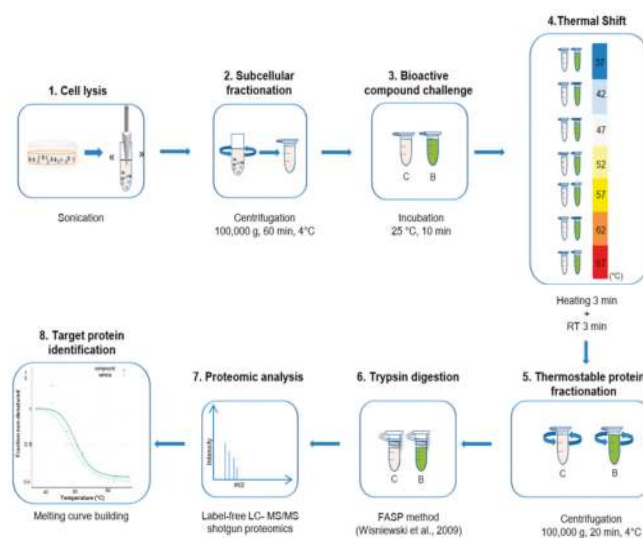 1. Cell lysis
Sonication
2. Subcellular
fractionation
Centrifugation
100,000 g, 60 min, 4°C
3. Bioactive
compound challenge
C
B
Incubation
25 °C, 10 min
4.Thermal Shift
37
42
47
52
57
62
(°C)
Heating 3 min
+
RT 3 min
5. Thermostable protein
fractionation
C
B
Centrifugation
100,000 g, 20 min, 4°C
6. Trypsin digestion
C
B
FASP method
(Wisniewski et al., 2009)
7. Proteomic analysis
Intensity
m/z
Label-free LC- MS/MS
shotgun proteomics
8. Target protein
identification
Fraction non-denatured
Temperature (°C)
Melting curve building